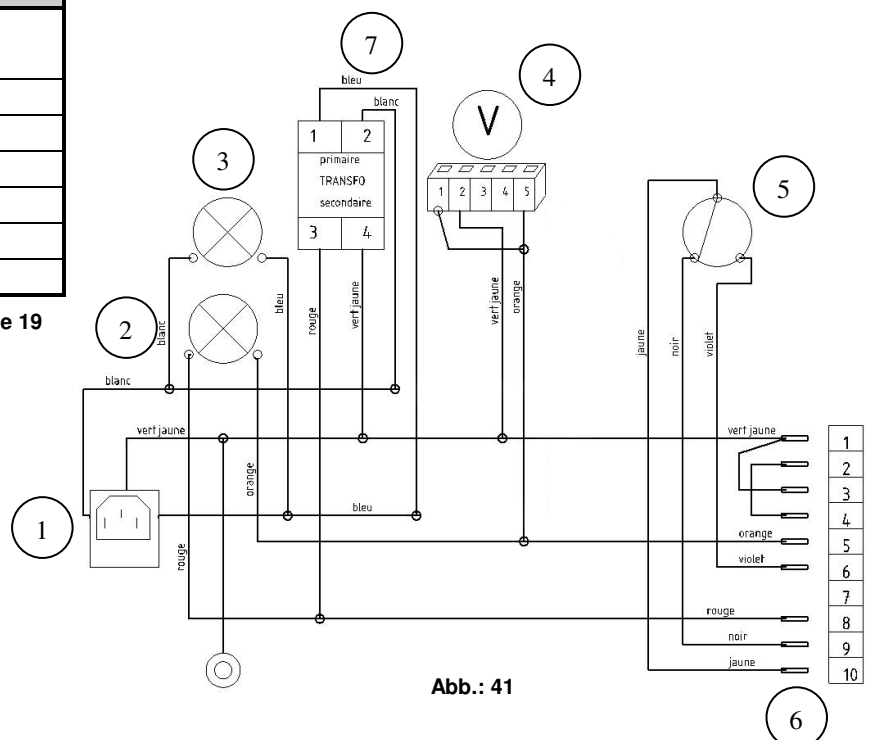 7
bleu
4
blanc
V
1 2
3
primaire
TRANSFO
secondaire
1 2 3 4 5
5
3 4
e 19
2
blanc
bleu
rouge
vert jaune
vert jaune
orange
jaune
noir
violet
blanc
vert jaune
vert jaune
1
2
orange
3
1
bleu
4
orange
5
rouge
violet
6
7
rouge
8
noir
9
jaune
10
Abb.: 41
6